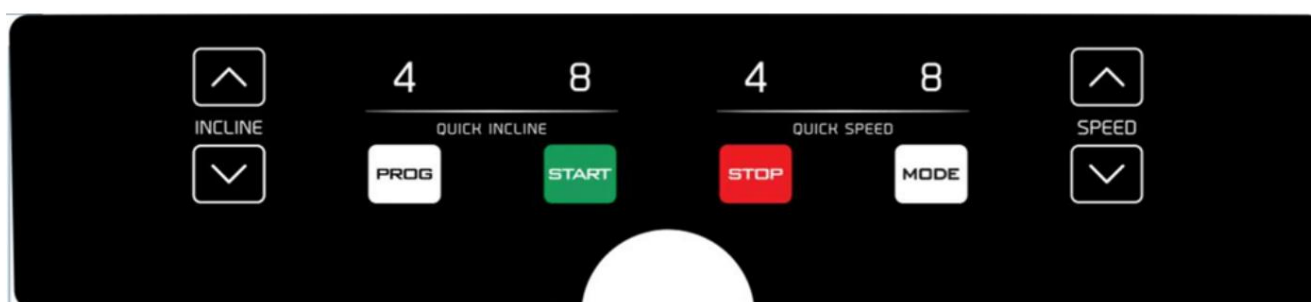 4 8 4 8
INCLINE QUICK INCLINE QUICK SPEED SPEED
PROG START STOP MODE